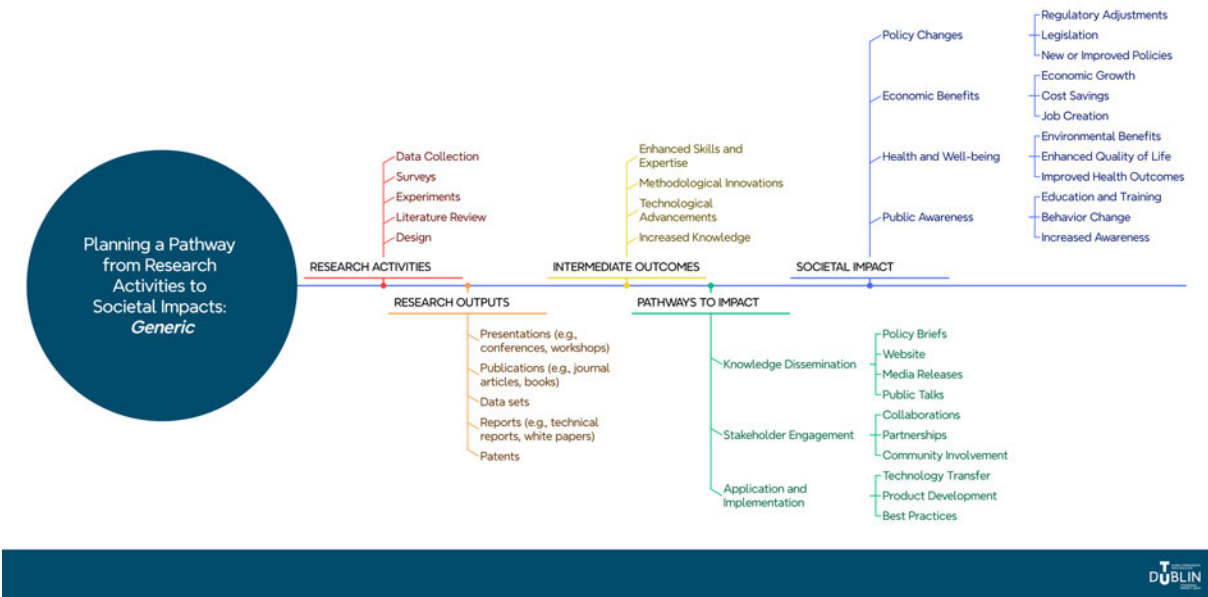 Planning a Pathway
from Research
Activities to
Societal Impacts:
Generic
RESEARCH ACTIVITIES
Data Collection
Surveys
Experiments
Literature Review
Design
RESEARCH OUTPUTS
Presentations (e.g.,
conferences, workshops)
Publications (e.g., journal
articles, books)
Data sets
Reports (e.g., technical
reports, white papers)
Patents
INTERMEDIATE OUTCOMES
Enhanced Skills and
Expertise
Methodological Innovations
Technological
Advancements
Increased Knowledge
PATHWAYS TO IMPACT
Knowledge Dissemination
Policy Briefs
Website
Media Releases
Public Talks
Stakeholder Engagement
Collaborations
Partnerships
Community Involvement
Application and
Implementation
Technology Transfer
Product Development
Best Practices
SOCIETAL IMPACT
Policy Changes
Regulatory Adjustments
Legislation
New or Improved Policies
Economic Benefits
Economic Growth
Cost Savings
Job Creation
Health and Well-being
Environmental Benefits
Enhanced Quality of Life
Improved Health Outcomes
Public Awareness
Education and Training
Behavior Change
Increased Awareness
TU
DUBLIN